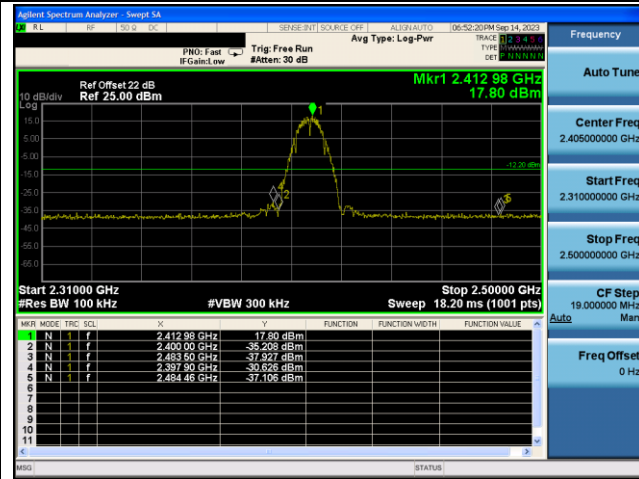 Agilent Spectrum Analyzer - Swept SA
RL RF 50 Ω DC SENSE:INT SOURCE OFF ALIGNAUTO 06:52:20 PM Sep 14, 2023
Avg Type: Log-Pwr
TRACE 1 2 3 4 5 6
TYPE
DET P N N N N N
PNO: Fast
IFGain:Low
Trig: Free Run
#Atten: 30 dB
Ref Offset 22 dB
10 dB/div Ref 25.00 dBm
Mkr1 2.412 98 GHz
17.80 dBm
Log
15.0
5.00
-5.00
-12.20 dBm
-15.0
-25.0
-35.0
-45.0
-55.0
-65.0
1
4
2
Start 2.31000 GHz
Stop 2.50000 GHz
#Res BW 100 kHz
#VBW 300 kHz
Sweep 18.20 ms (1001 pts)
MKR MODE TRC SCL X Y FUNCTION FUNCTION WIDTH FUNCTION VALUE
1 N 1 f 2.412 98 GHz 17.80 dBm
2 N 1 f 2.400 00 GHz -35.208 dBm
3 N 1 f 2.483 50 GHz -37.927 dBm
4 N 1 f 2.397 90 GHz -30.626 dBm
5 N 1 f 2.484 46 GHz -37.106 dBm
6
7
8
9
10
11
MSG
STATUS
Frequency
Auto Tune
Center Freq
2.405000000 GHz
Start Freq
2.310000000 GHz
Stop Freq
2.500000000 GHz
CF Step
19.000000 MHz
Auto Man
Freq Offset
0 Hz